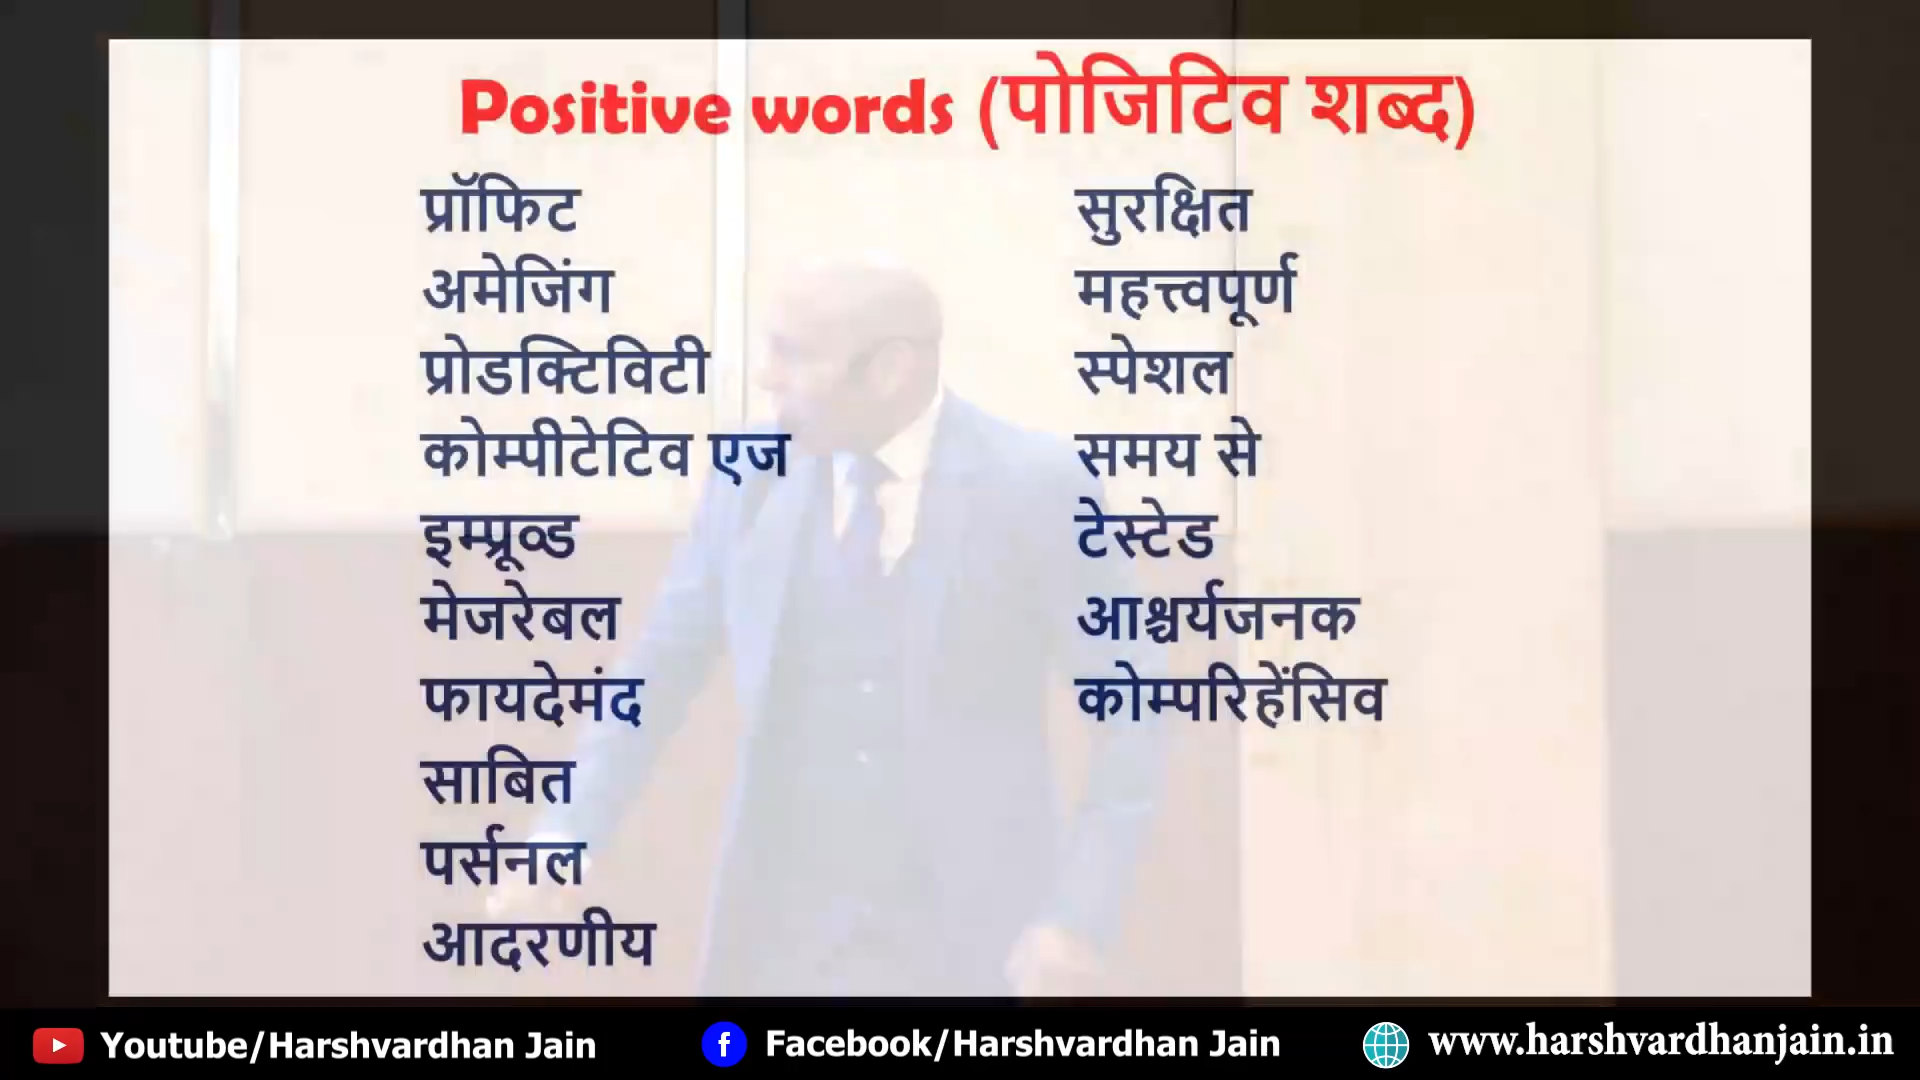 Positive words (पोजिटिव शब्द)
प्रॉफिट
अमेजिंग
प्रोडक्टिविटी
कोम्पीटेटिव एज
इम्प्रूव्ड
मेजरेबल
फायदेमंद
साबित
पर्सनल
आदरणीय
सुरक्षित
महत्त्वपूर्ण
स्पेशल
समय से
टेस्टेड
आश्चर्यजनक
कोम्परिहेंसिव
Youtube/Harshvardhan Jain
Facebook/Harshvardhan Jain
www.harshvardhanjain.in